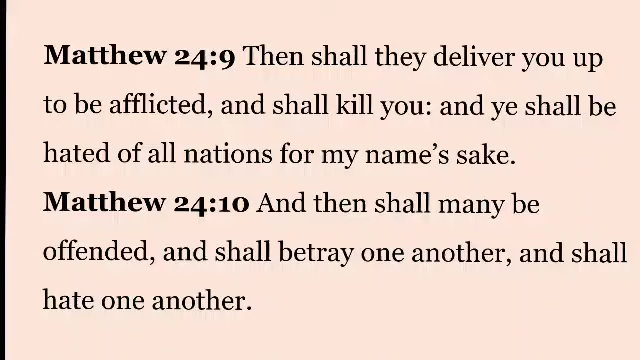 Matthew 24:9 Then shall they deliver you up
to be afflicted, and shall kill you: and ye shall be
hated of all nations for my name’s sake.
Matthew 24:10 And then shall many be
offended, and shall betray one another, and shall
hate one another.